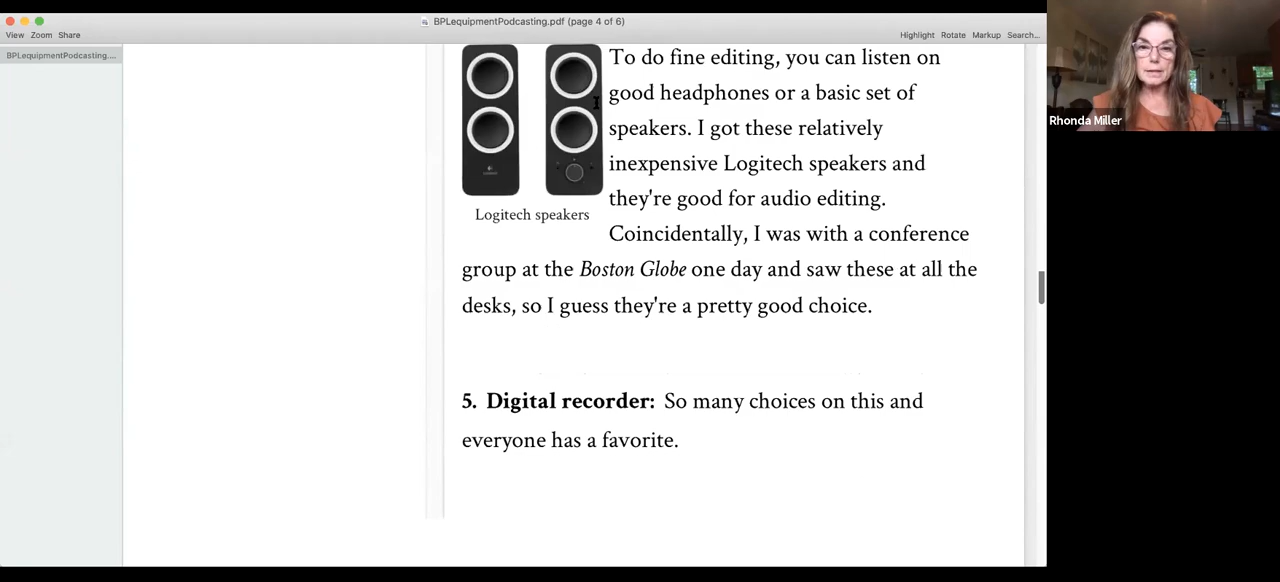 BPLequipmentPodcasting.pdf (page 4 of 6)
View Zoom Share
Highlight Rotate Markup Search...
BPLequipmentPodcasting....
To do fine editing, you can listen on
good headphones or a basic set of
speakers. I got these relatively
inexpensive Logitech speakers and
they're good for audio editing.
Logitech speakers
Coincidentally, I was with a conference
group at the Boston Globe one day and saw these at all the
desks, so I guess they're a pretty good choice.
5. Digital recorder: So many choices on this and
everyone has a favorite.
Rhonda Miller